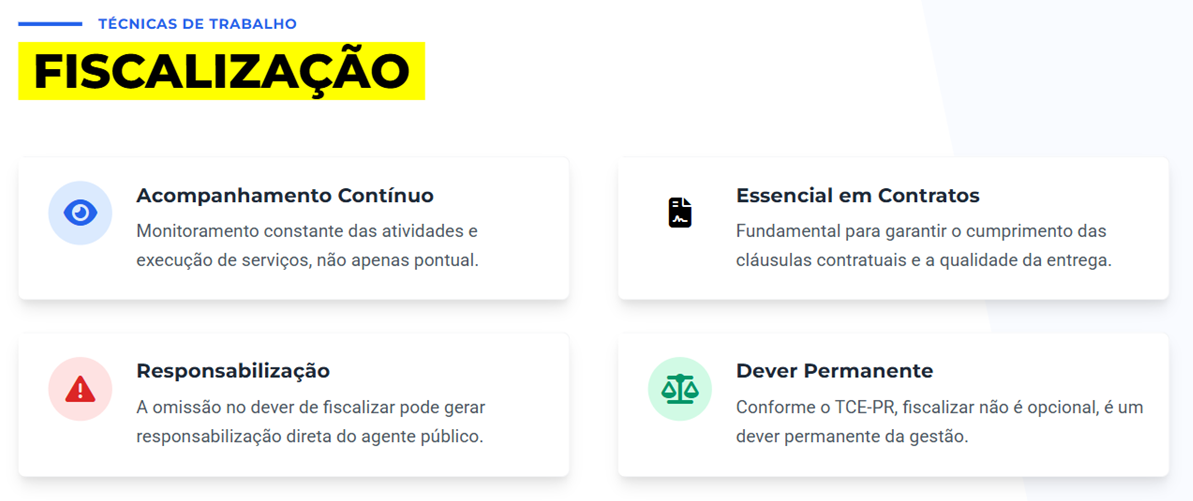 TÉCNICAS DE TRABALHO
FISCALIZAÇÃO
Acompanhamento Contínuo
Monitoramento constante das atividades e
execução de serviços, não apenas pontual.
Essencial em Contratos
Fundamental para garantir o cumprimento das
cláusulas contratuais e a qualidade da entrega.
Responsabilização
A omissão no dever de fiscalizar pode gerar
responsabilização direta do agente público.
Dever Permanente
Conforme o TCE-PR, fiscalizar não é opcional, é um
dever permanente da gestão.